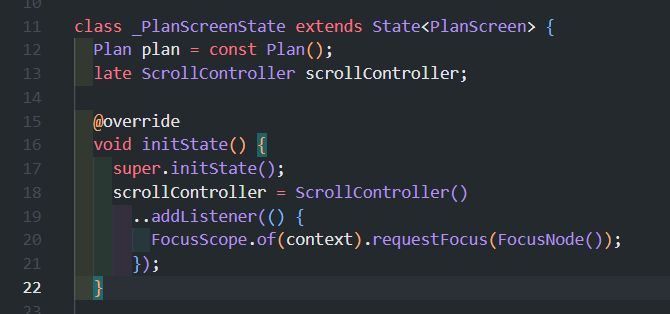 10
11 class _PlanScreenState extends State<PlanScreen> {
12 Plan plan = const Plan();
13 late ScrollController scrollController;
14
15 @override
16 void initState() {
17 super.initState();
18 scrollController = ScrollController()
19 ..addListener(() {
20 FocusScope.of(context).requestFocus(FocusNode());
21 });
22 }
23